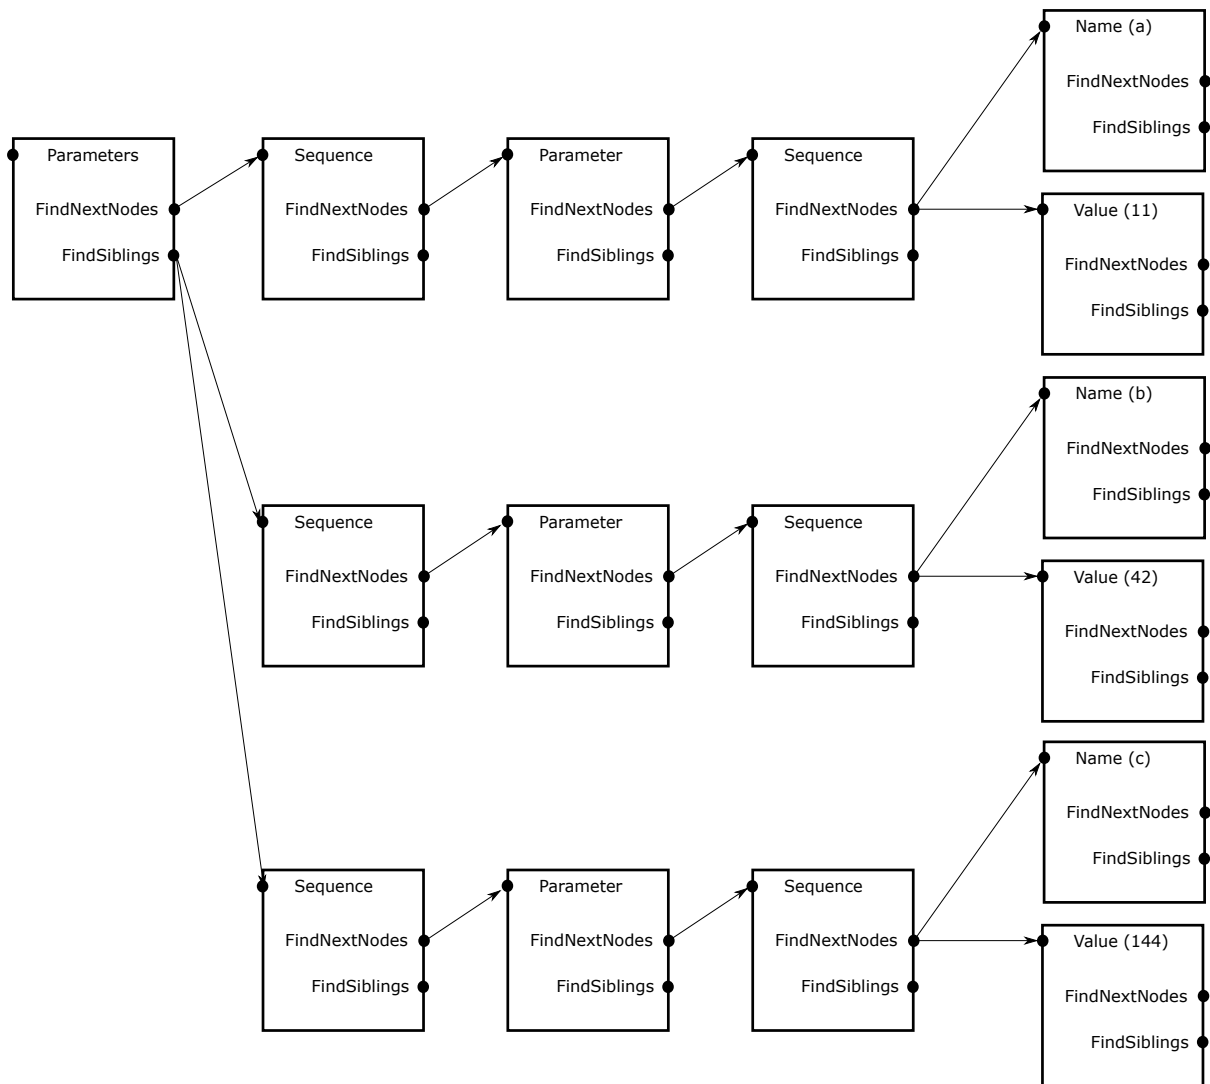 Name (a)
FindNextNodes
FindSiblings
Parameters
FindNextNodes
FindSiblings
Sequence
FindNextNodes
FindSiblings
Parameter
FindNextNodes
FindSiblings
Sequence
FindNextNodes
FindSiblings
Value (11)
FindNextNodes
FindSiblings
Name (b)
FindNextNodes
FindSiblings
Sequence
FindNextNodes
FindSiblings
Parameter
FindNextNodes
FindSiblings
Sequence
FindNextNodes
FindSiblings
Value (42)
FindNextNodes
FindSiblings
Name (c)
FindNextNodes
FindSiblings
Sequence
FindNextNodes
FindSiblings
Parameter
FindNextNodes
FindSiblings
Sequence
FindNextNodes
FindSiblings
Value (144)
FindNextNodes
FindSiblings